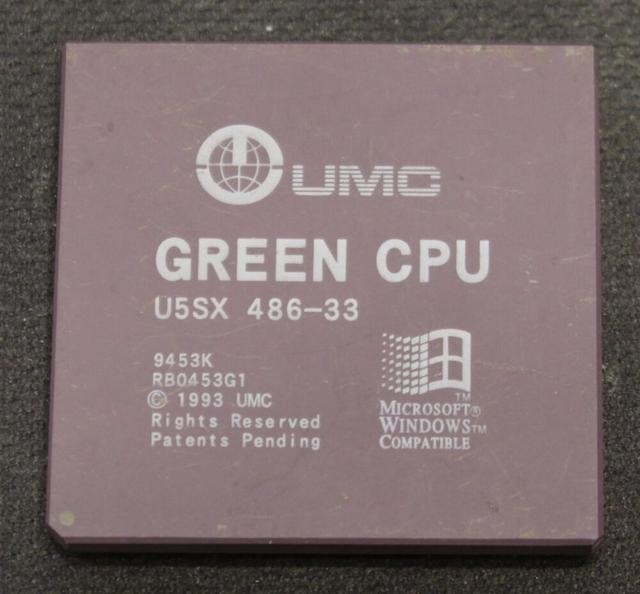 UMC
GREEN CPU
U5SX 486-33
9453K
RB0453G1
© 1993 UMC
Rights Reserved
Patents Pending
TM
MICROSOFT®
WINDOWS™
COMPATIBLE